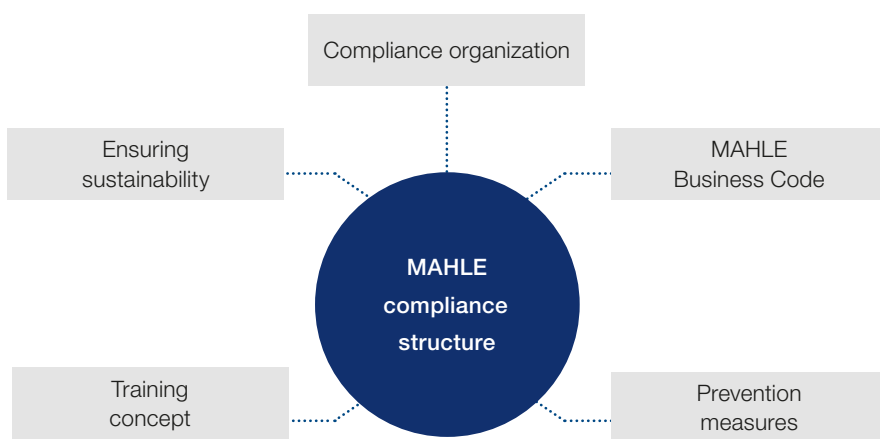 Compliance organization
Ensuring
sustainability
MAHLE
Business Code
MAHLE
compliance
structure
Training
concept
Prevention
measures